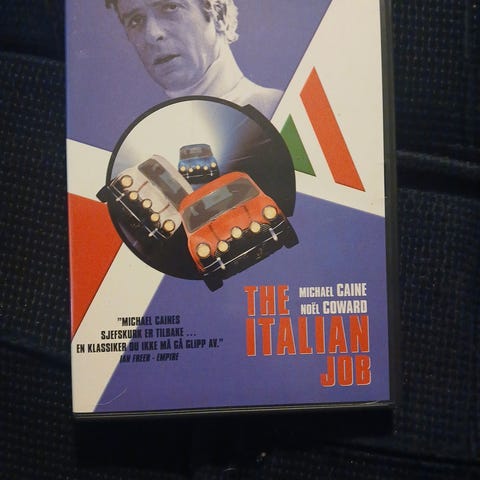 "MICHAEL CAINES
SJEFSKURK ER TILBAKE ...
EN KLASSIKER DU IKKE MÅ GÅ GLIPP AV."
IAN FREER - EMPIRE
MICHAEL CAINE
NOËL COWARD
THE
ITALIAN
JOB